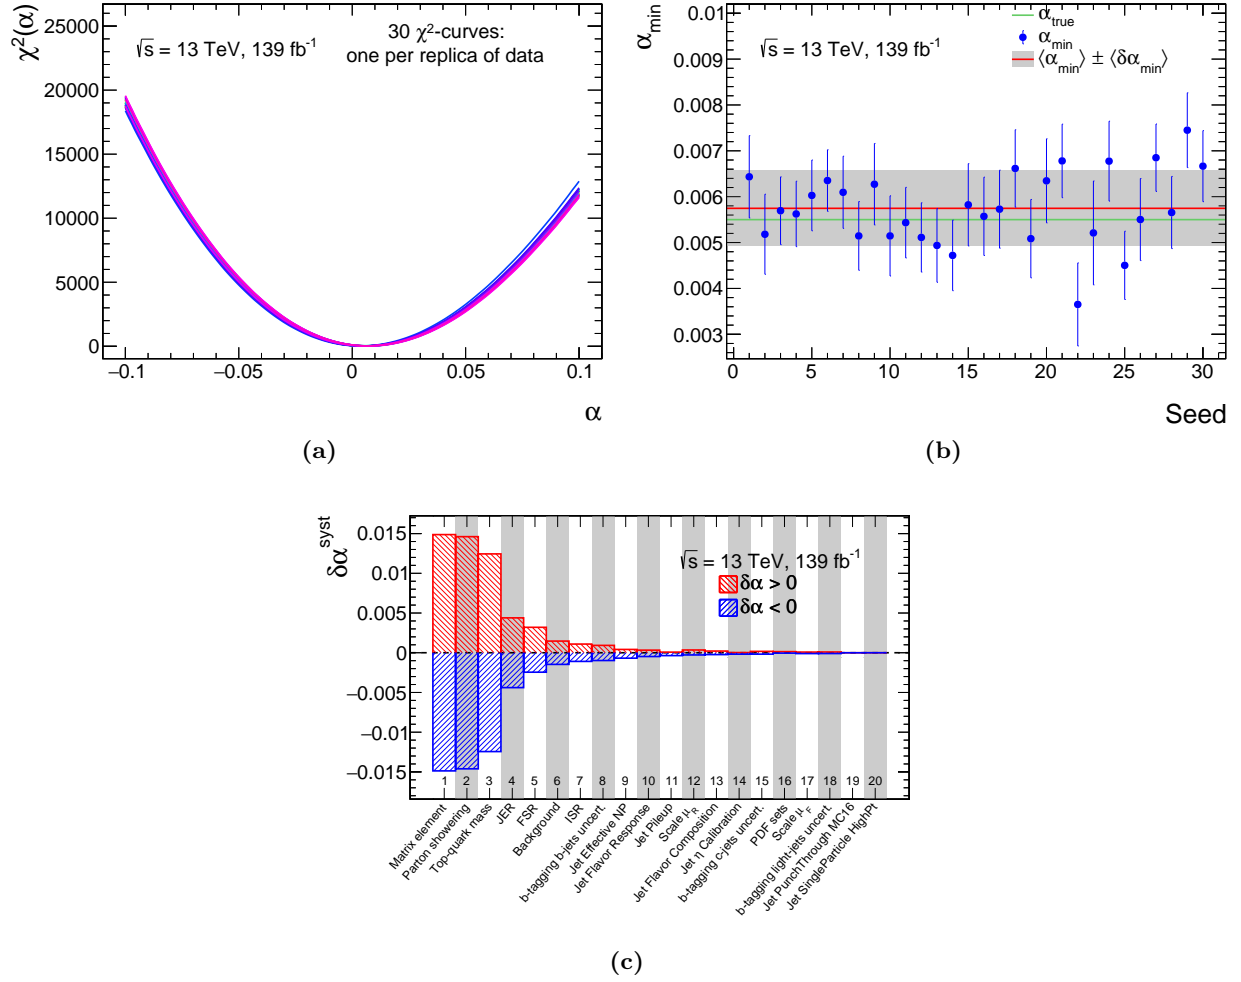 χ²(α)
25000
20000
15000
10000
5000
0
√s = 13 TeV, 139 fb⁻¹
30 χ²-curves:
one per replica of data
−0.1 −0.05 0 0.05 0.1
α
(a)
α_min
0.01
0.009
0.008
0.007
0.006
0.005
0.004
0.003
√s = 13 TeV, 139 fb⁻¹
α_true
α_min
⟨α_min⟩ ± ⟨δα_min⟩
0 5 10 15 20 25 30
Seed
(b)
δα^syst
0.015
0.01
0.005
0
−0.005
−0.01
−0.015
√s = 13 TeV, 139 fb⁻¹
δα > 0
δα < 0
1 2 3 4 5 6 7 8 9 10 11 12 13 14 15 16 17 18 19 20
Matrix element
Parton showering
Top-quark mass
JER
FSR
Background
ISR
b-tagging b-jets uncert.
Jet Effective NP
Jet Flavor Response
Jet Pileup
Scale μ_R
Jet Flavor Composition
Jet η Calibration
b-tagging c-jets uncert.
PDF sets
Scale μ_F
b-tagging light-jets uncert.
Jet PunchThrough MC16
Jet SingleParticle HighPt
(c)